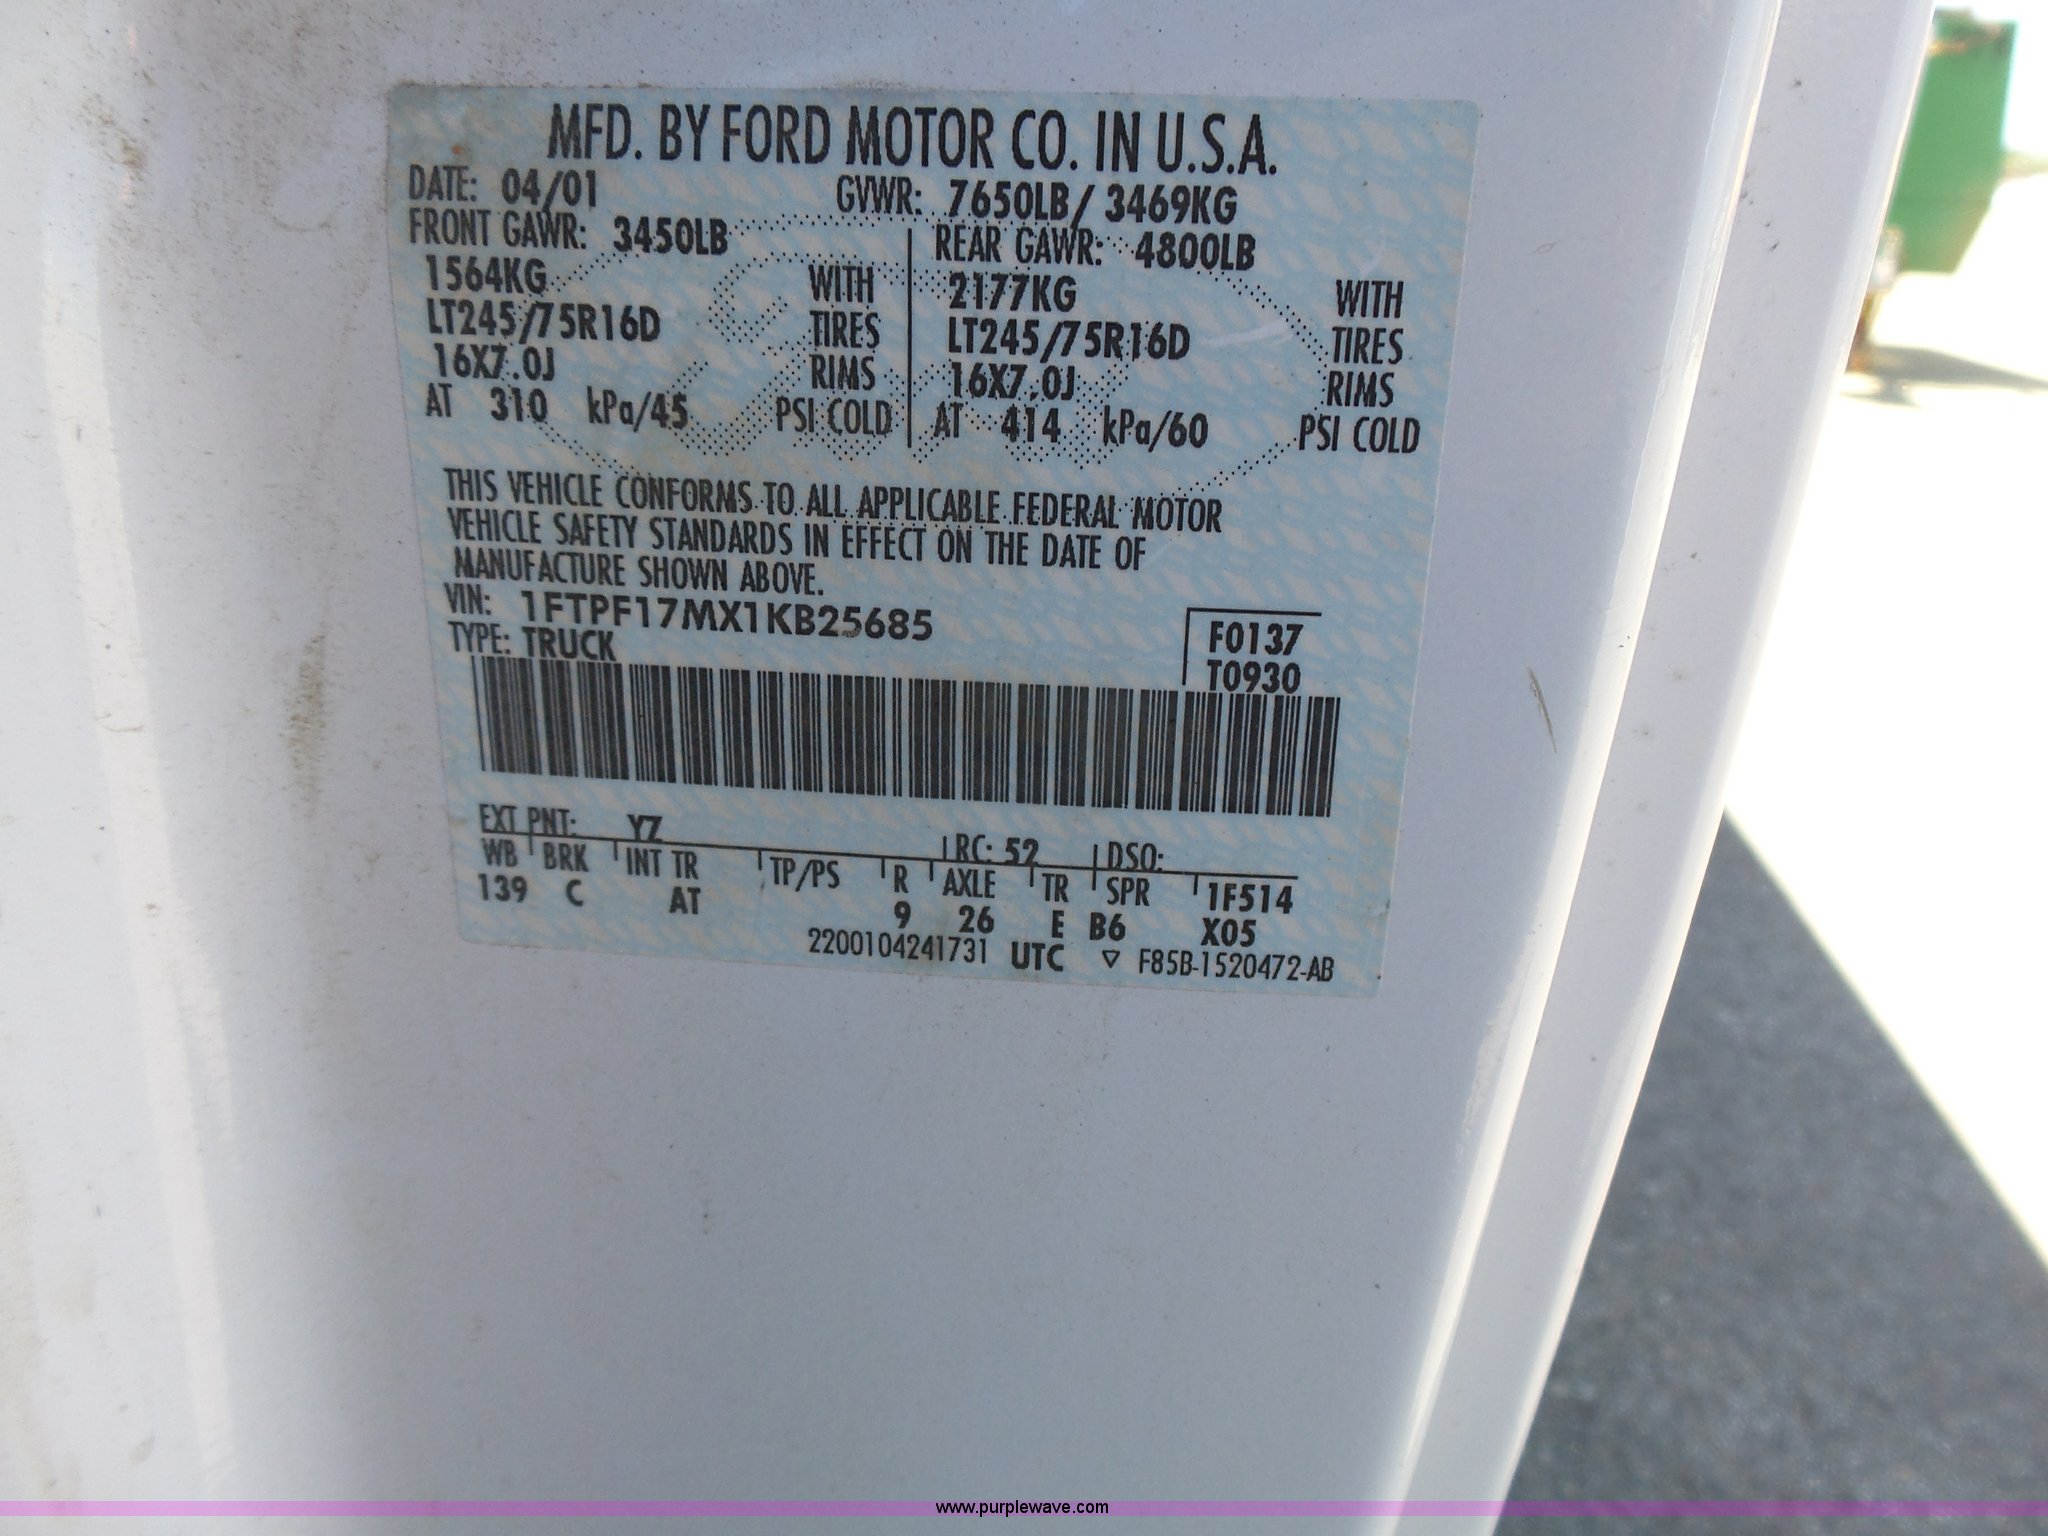 MFD. BY FORD MOTOR CO. IN U.S.A.
DATE: 04/01 GVWR: 7650LB/ 3469KG
FRONT GAWR: 3450LB REAR GAWR: 4800LB
1564KG WITH 2177KG WITH
LT245/75R16D TIRES LT245/75R16D TIRES
16X7.0J RIMS 16X7.0J RIMS
AT 310 kPa/45 PSI COLD AT 414 kPa/60 PSI COLD
THIS VEHICLE CONFORMS TO ALL APPLICABLE FEDERAL MOTOR
VEHICLE SAFETY STANDARDS IN EFFECT ON THE DATE OF
MANUFACTURE SHOWN ABOVE.
VIN: 1FTPF17MX1KB25685 F0137
TYPE: TRUCK T0930
EXT PNT: YZ RC: 52 DSO:
WB BRK INT TR TP/PS R AXLE TR SPR 1F514
139 C AT 9 26 E B6 X05
2200104241731 UTC ▽ F85B-1520472-AB
www.purplewave.com